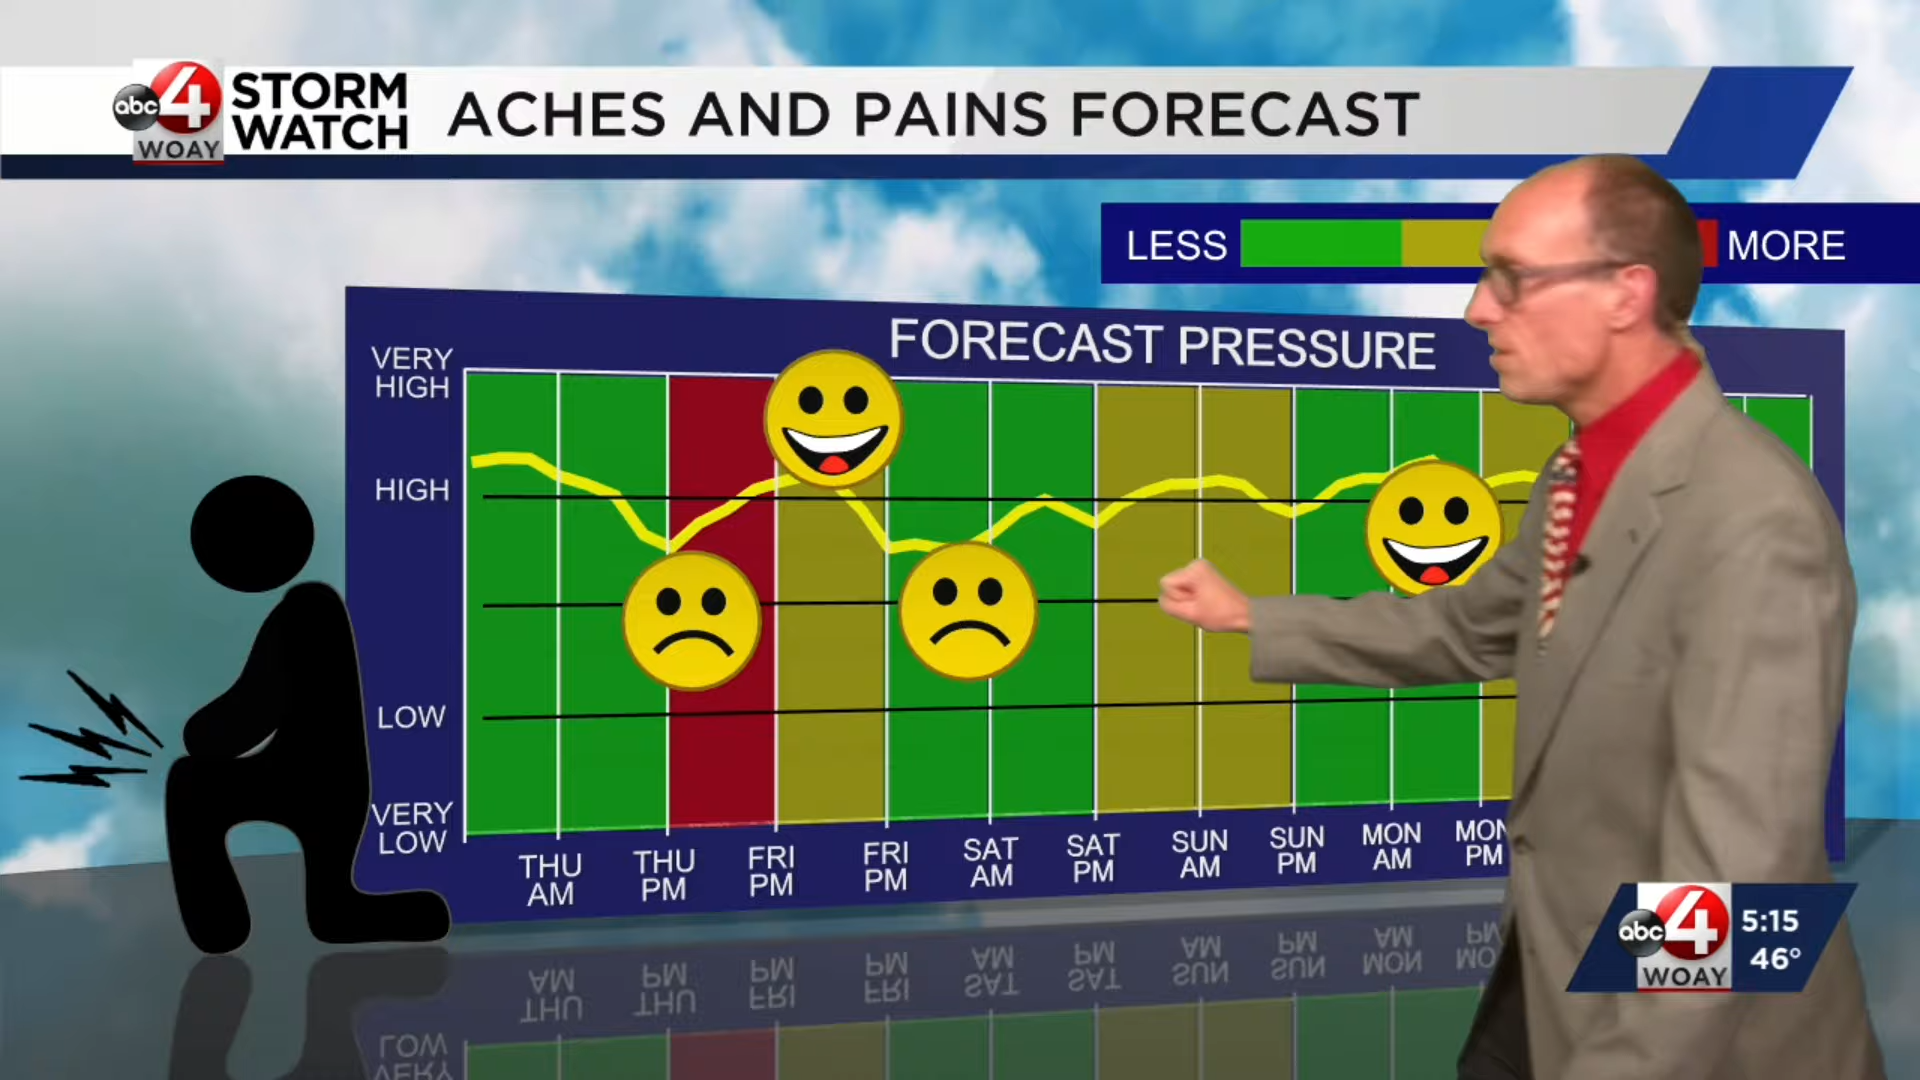 abc 4
WOAY
STORM
WATCH
ACHES AND PAINS FORECAST
LESS
MORE
FORECAST PRESSURE
VERY
HIGH
HIGH
LOW
VERY
LOW
THU
AM
THU
PM
FRI
PM
FRI
PM
SAT
AM
SAT
PM
SUN
AM
SUN
PM
MON
AM
MON
PM
abc 4
WOAY
5:15
46°